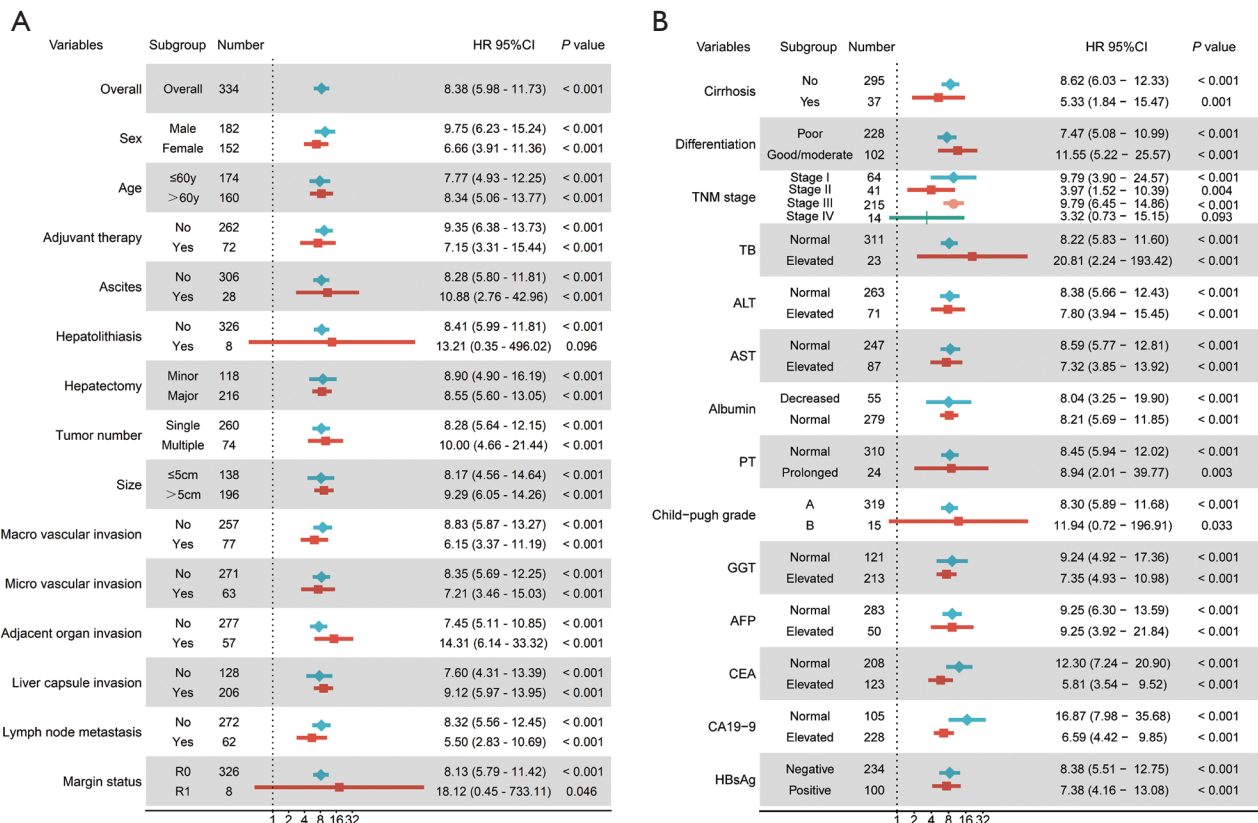 A
Variables Subgroup Number HR 95%CI P value
Overall Overall 334 8.38 (5.98 - 11.73) < 0.001
Sex
Male 182 9.75 (6.23 - 15.24) < 0.001
Female 152 6.66 (3.91 - 11.36) < 0.001
Age
≤60y 174 7.77 (4.93 - 12.25) < 0.001
>60y 160 8.34 (5.06 - 13.77) < 0.001
Adjuvant therapy
No 262 9.35 (6.38 - 13.73) < 0.001
Yes 72 7.15 (3.31 - 15.44) < 0.001
Ascites
No 306 8.28 (5.80 - 11.81) < 0.001
Yes 28 10.88 (2.76 - 42.96) < 0.001
Hepatolithiasis
No 326 8.41 (5.99 - 11.81) < 0.001
Yes 8 13.21 (0.35 - 496.02) 0.096
Hepatectomy
Minor 118 8.90 (4.90 - 16.19) < 0.001
Major 216 8.55 (5.60 - 13.05) < 0.001
Tumor number
Single 260 8.28 (5.64 - 12.15) < 0.001
Multiple 74 10.00 (4.66 - 21.44) < 0.001
Size
≤5cm 138 8.17 (4.56 - 14.64) < 0.001
>5cm 196 9.29 (6.05 - 14.26) < 0.001
Macro vascular invasion
No 257 8.83 (5.87 - 13.27) < 0.001
Yes 77 6.15 (3.37 - 11.19) < 0.001
Micro vascular invasion
No 271 8.35 (5.69 - 12.25) < 0.001
Yes 63 7.21 (3.46 - 15.03) < 0.001
Adjacent organ invasion
No 277 7.45 (5.11 - 10.85) < 0.001
Yes 57 14.31 (6.14 - 33.32) < 0.001
Liver capsule invasion
No 128 7.60 (4.31 - 13.39) < 0.001
Yes 206 9.12 (5.97 - 13.95) < 0.001
Lymph node metastasis
No 272 8.32 (5.56 - 12.45) < 0.001
Yes 62 5.50 (2.83 - 10.69) < 0.001
Margin status
R0 326 8.13 (5.79 - 11.42) < 0.001
R1 8 18.12 (0.45 - 733.11) 0.046
1 2 4 8 16 32
B
Variables Subgroup Number HR 95%CI P value
Cirrhosis
No 295 8.62 (6.03 − 12.33) < 0.001
Yes 37 5.33 (1.84 − 15.47) 0.001
Differentiation
Poor 228 7.47 (5.08 − 10.99) < 0.001
Good/moderate 102 11.55 (5.22 − 25.57) < 0.001
TNM stage
Stage I 64 9.79 (3.90 − 24.57) < 0.001
Stage II 41 3.97 (1.52 − 10.39) 0.004
Stage III 215 9.79 (6.45 − 14.86) < 0.001
Stage IV 14 3.32 (0.73 − 15.15) 0.093
TB
Normal 311 8.22 (5.83 − 11.60) < 0.001
Elevated 23 20.81 (2.24 − 193.42) < 0.001
ALT
Normal 263 8.38 (5.66 − 12.43) < 0.001
Elevated 71 7.80 (3.94 − 15.45) < 0.001
AST
Normal 247 8.59 (5.77 − 12.81) < 0.001
Elevated 87 7.32 (3.85 − 13.92) < 0.001
Albumin
Decreased 55 8.04 (3.25 − 19.90) < 0.001
Normal 279 8.21 (5.69 − 11.85) < 0.001
PT
Normal 310 8.45 (5.94 − 12.02) < 0.001
Prolonged 24 8.94 (2.01 − 39.77) 0.003
Child−pugh grade
A 319 8.30 (5.89 − 11.68) < 0.001
B 15 11.94 (0.72 − 196.91) 0.033
GGT
Normal 121 9.24 (4.92 − 17.36) < 0.001
Elevated 213 7.35 (4.93 − 10.98) < 0.001
AFP
Normal 283 9.25 (6.30 − 13.59) < 0.001
Elevated 50 9.25 (3.92 − 21.84) < 0.001
CEA
Normal 208 12.30 (7.24 − 20.90) < 0.001
Elevated 123 5.81 (3.54 − 9.52) < 0.001
CA19−9
Normal 105 16.87 (7.98 − 35.68) < 0.001
Elevated 228 6.59 (4.42 − 9.85) < 0.001
HBsAg
Negative 234 8.38 (5.51 − 12.75) < 0.001
Positive 100 7.38 (4.16 − 13.08) < 0.001
1 2 4 8 16 32